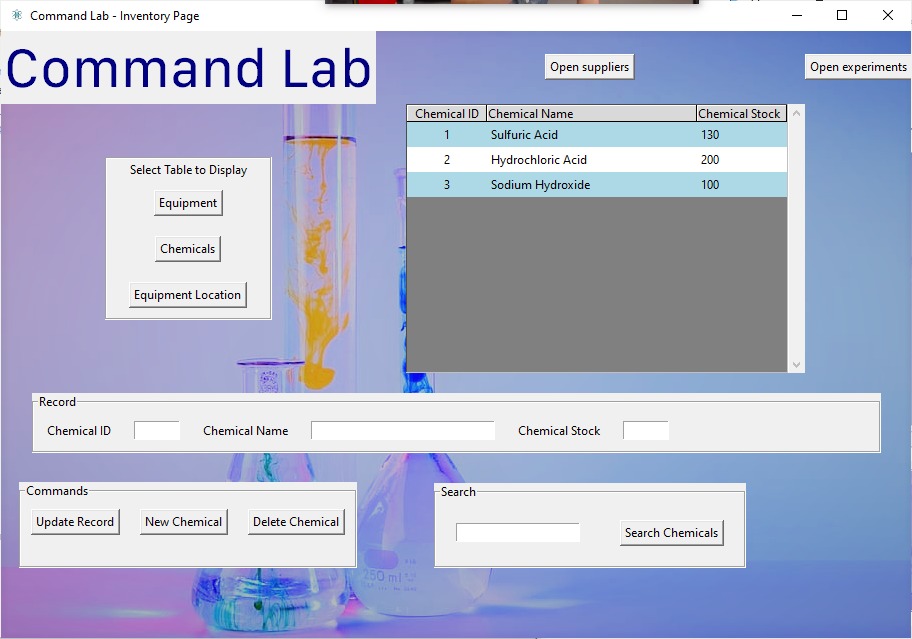 Command Lab - Inventory Page
Command Lab
Open suppliers
Open experiments
Chemical ID Chemical Name Chemical Stock
1 Sulfuric Acid 130
2 Hydrochloric Acid 200
3 Sodium Hydroxide 100
Select Table to Display
Equipment
Chemicals
Equipment Location
Record
Chemical ID Chemical Name Chemical Stock
Commands
Update Record New Chemical Delete Chemical
Search
Search Chemicals
250 ml